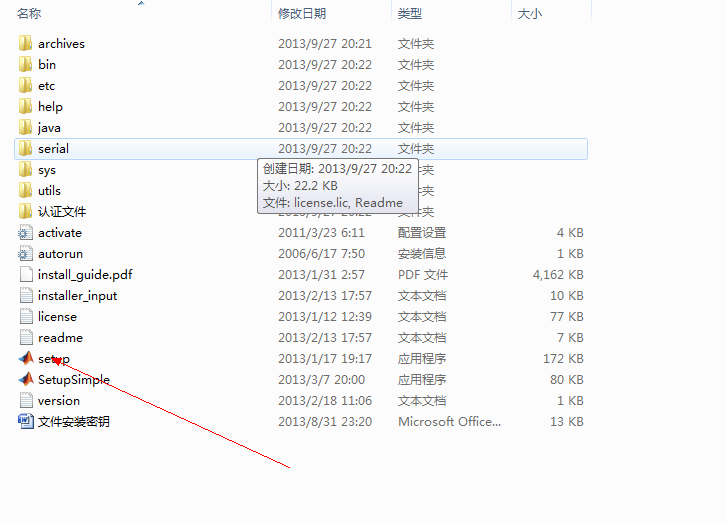 名称 修改日期 类型 大小
archives 2013/9/27 20:21 文件夹
bin 2013/9/27 20:22 文件夹
etc 2013/9/27 20:22 文件夹
help 2013/9/27 20:22 文件夹
java 2013/9/27 20:22 文件夹
serial 2013/9/27 20:22 文件夹
sys 创建日期: 2013/9/27 20:22 夹
utils 大小: 22.2 KB 夹
认证文件 文件: license.lic, Readme 夹
activate 2011/3/23 6:11 配置设置 4 KB
autorun 2006/6/17 7:50 安装信息 1 KB
install_guide.pdf 2013/1/31 2:57 PDF 文件 4,162 KB
installer_input 2013/2/13 17:57 文本文档 10 KB
license 2013/1/12 12:39 文本文档 77 KB
readme 2013/2/13 17:57 文本文档 7 KB
setup 2013/1/17 19:17 应用程序 172 KB
SetupSimple 2013/3/7 20:00 应用程序 80 KB
version 2013/2/18 11:06 文本文档 1 KB
文件安装密钥 2013/8/31 23:20 Microsoft Office... 13 KB